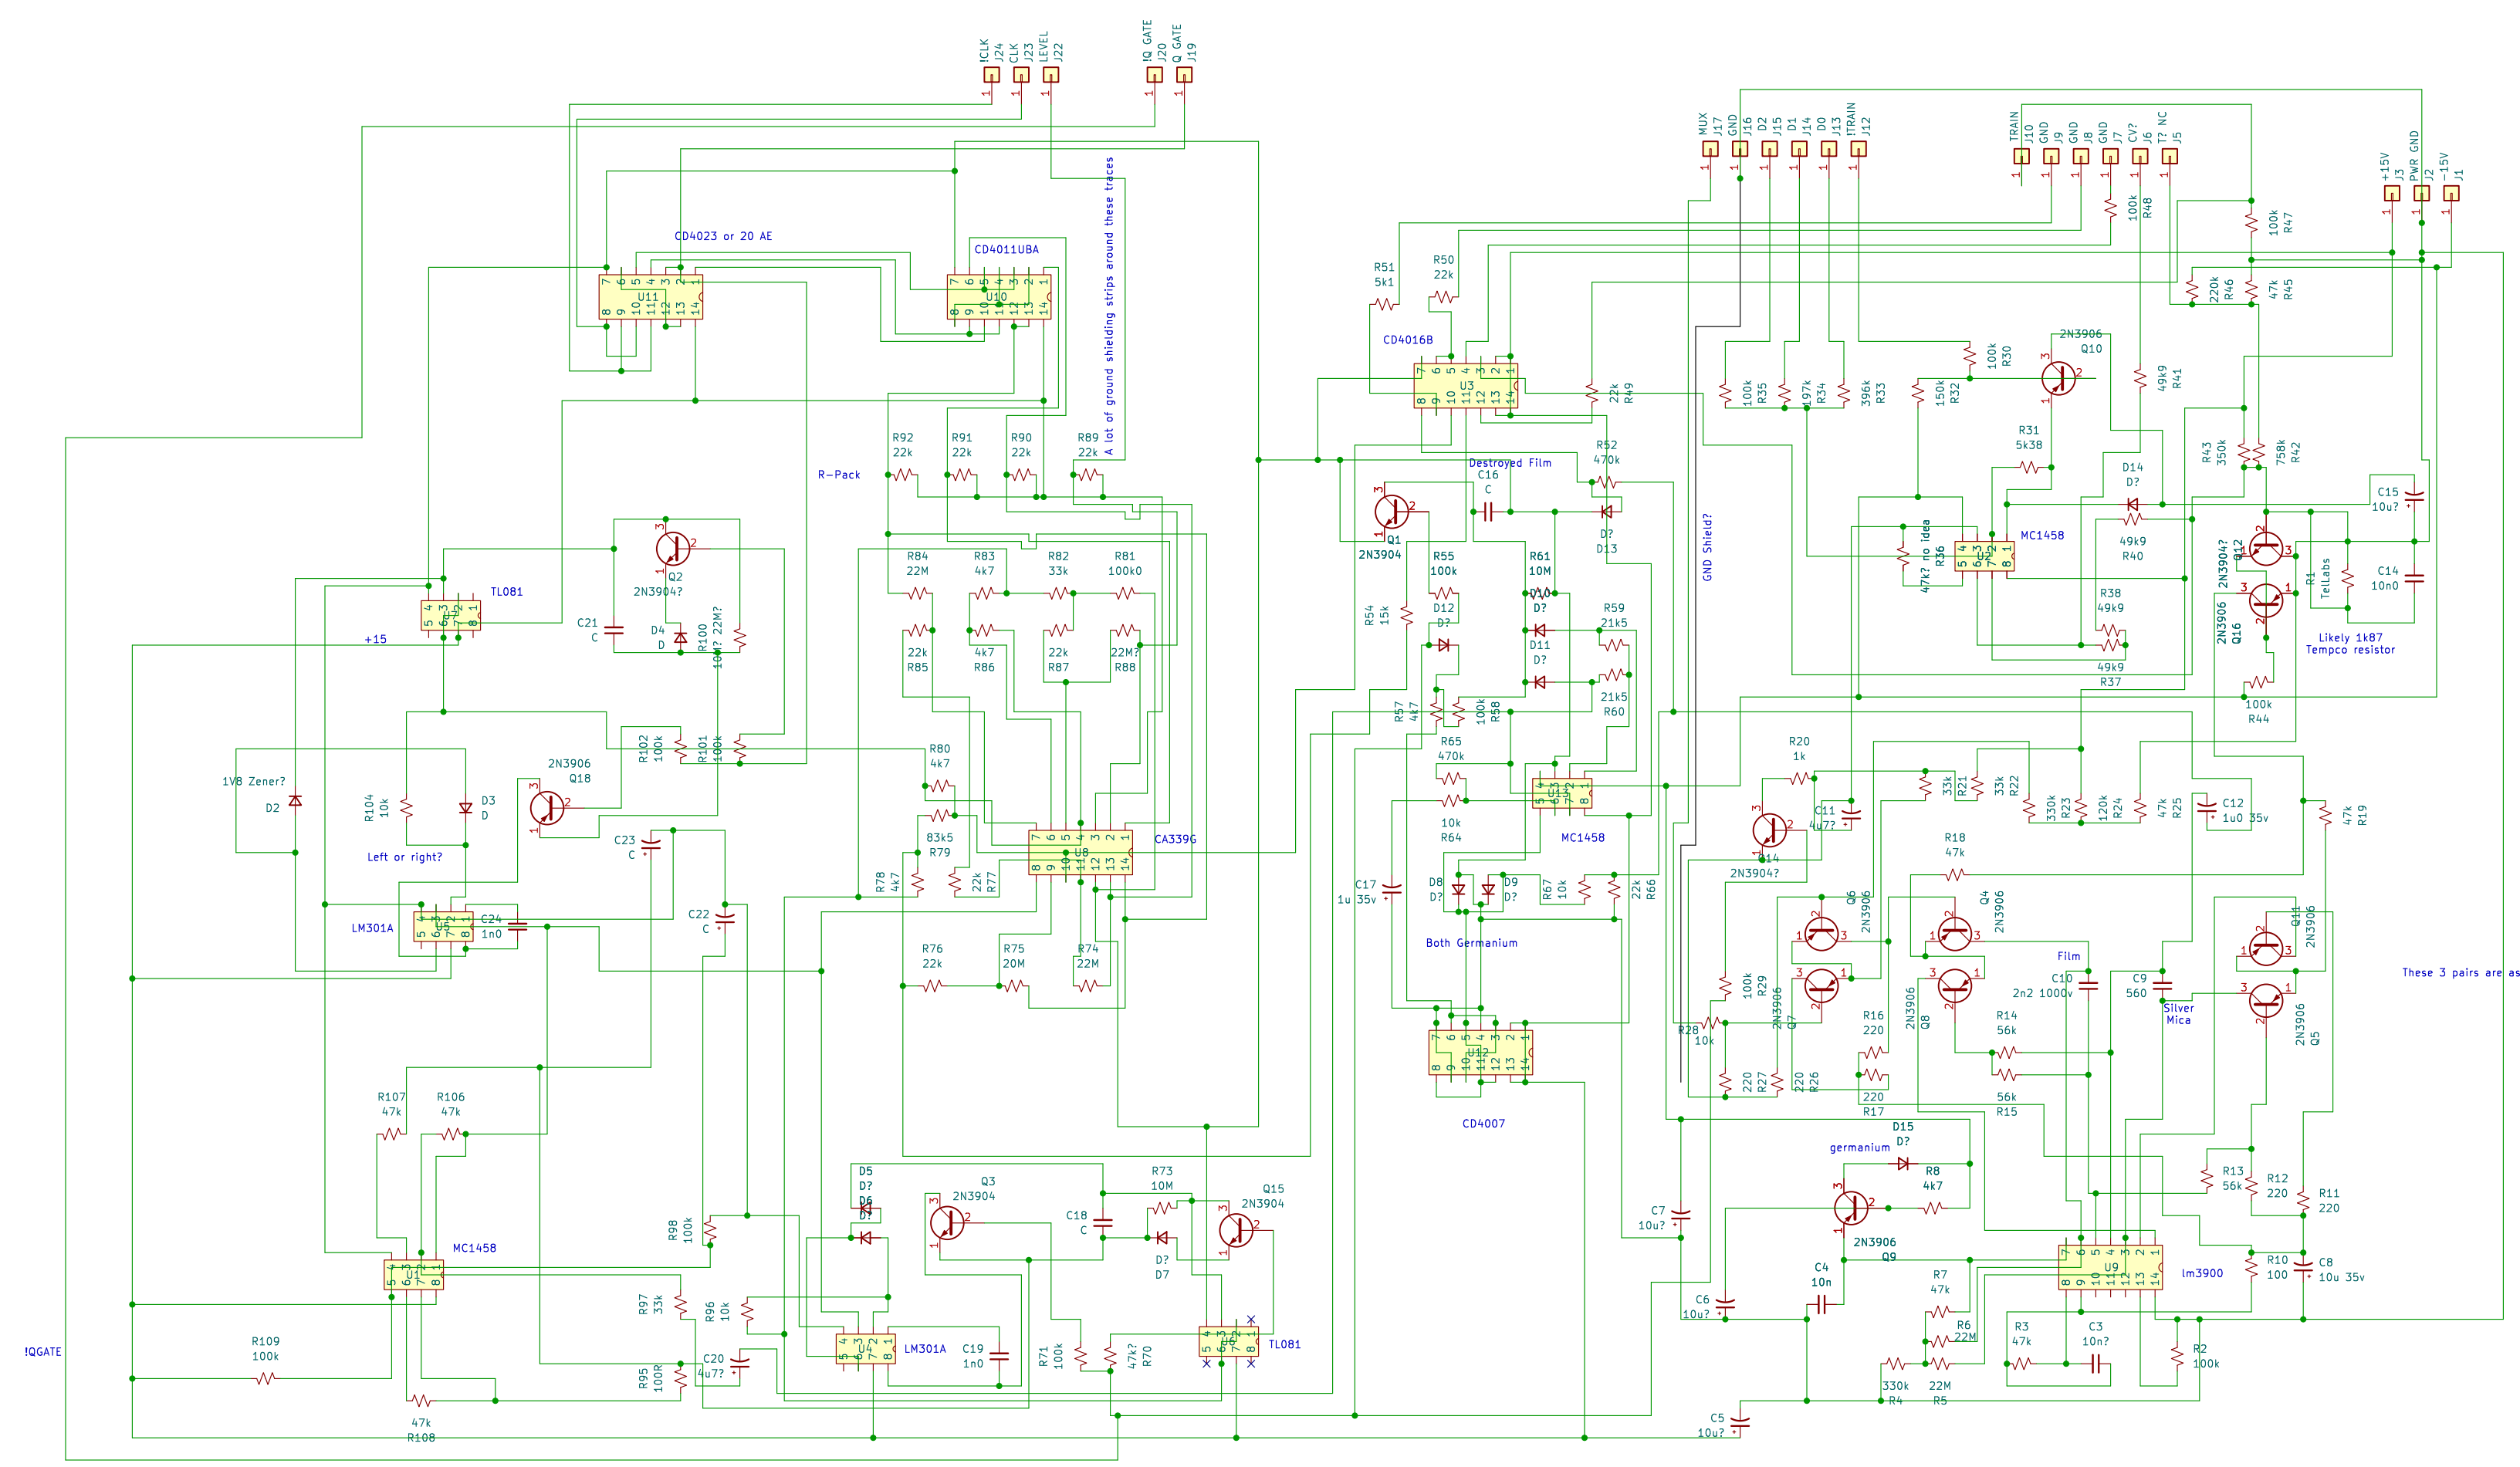 !CLK
J24
CLK
J23
LEVEL
J22
!Q GATE
J20
Q GATE
J19
MUX
J17
GND
J16
D2
J15
D1
J14
D0
J13
!TRAIN
J12
TRAIN
J10
GND
J9
GND
J8
GND
J7
CV?
J6
T? NC
J5
+15V
J3
PWR GND
J2
-15V
J1
100k
R48
100k
R47
220k
R46
47k
R45
CD4023 or 20 AE
U11
CD4011UBA
U10
A lot of ground shielding strips around these traces
R51
5k1
R50
22k
CD4016B
U3
22k
R49
100k
R35
197k
R34
396k
R33
100k
R30
150k
R32
2N3906
Q10
R31
5k38
49k9
R41
D14
D?
R43
350k
758k
R42
C15
10u?
R92
22k
R91
22k
R90
22k
R89
22k
R-Pack
Destroyed Film
C16
C
R52
470k
D?
D13
Q1
2N3904
GND Shield?
47k? no idea
R36
U2
MC1458
49k9
R40
2N3904?
Q12
R1
TelLabs
C14
10n0
2N3906
Q16
Likely 1k87
Tempco resistor
R38
49k9
49k9
R37
100k
R44
Q2
2N3904?
TL081
U7
+15
C21
C
D4
D
R100
10M? 22M?
R84
22M
R83
4k7
R82
33k
R81
100k0
22k
R85
4k7
R86
22k
R87
22M?
R88
R55
100k
R61
10M
D10
D?
R54
15k
D12
D?
R59
21k5
D11
D?
21k5
R60
R57
4k7
100k
R58
R65
470k
10k
R64
U13
MC1458
1V8 Zener?
D2
R104
10k
D3
D
2N3906
Q18
R102
100k
R101
100k
R80
4k7
83k5
R79
CA339G
U8
Left or right?
C23
C
R78
4k7
22k
R77
LM301A
U5
C24
1n0
C22
C
R76
22k
R75
20M
R74
22M
C17
1u 35v
D8
D?
D9
D?
R67
10k
22k
R66
Both Germanium
U12
CD4007
R20
1k
C11
4u7?
Q14
2N3904?
33k
R21
33k
R22
330k
R24
120k
R25
47k
C12
1u0 35v
47k
R19
R18
47k
Q6
2N3906
Q4
2N3906
Q11
2N3906
100k
R29
2N3906
Q7
2N3906
Q8
Film
C10
2n2 1000v
C9
560
Silver
Mica
2N3906
Q5
These 3 pairs are as
R28
10k
220
R27
220
R26
R16
220
220
R17
R14
56k
56k
R15
R107
47k
R106
47k
MC1458
U1
R98
100k
R97
33k
R96
10k
R109
100k
!QGATE
47k
R108
R95
100R
C20
4u7?
D5
D?
D6
D?
Q3
2N3904
C18
C
R73
10M
D?
D7
Q15
2N3904
U4
LM301A
C19
1n0
R71
100k
47k?
R70
U6
TL081
C7
10u?
C6
10u?
C5
10u?
germanium
D15
D?
R8
4k7
2N3906
Q9
C4
10n
R7
47k
R6
22M
330k
R4
22M
R5
R3
47k
C3
10n?
R2
100k
U9
lm3900
R13
56k
R12
220
R11
220
R10
100
C8
10u 35v